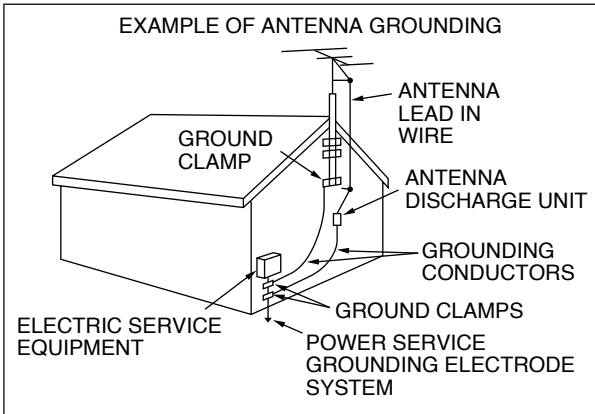 EXAMPLE OF ANTENNA GROUNDING
ANTENNA
LEAD IN
WIRE
GROUND
CLAMP
ANTENNA
DISCHARGE UNIT
GROUNDING
CONDUCTORS
GROUND CLAMPS
ELECTRIC SERVICE
EQUIPMENT
POWER SERVICE
GROUNDING ELECTRODE
SYSTEM